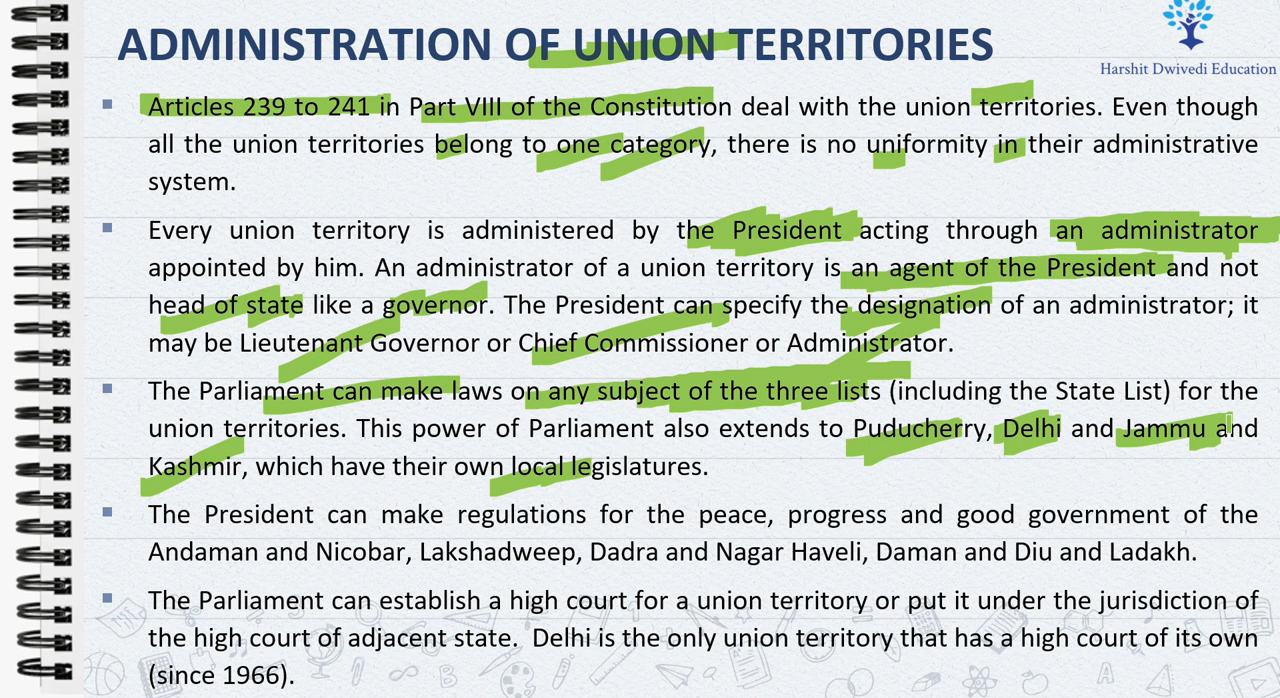 ADMINISTRATION OF UNION TERRITORIES
Harshit Dwivedi Education
▪ Articles 239 to 241 in Part VIII of the Constitution deal with the union territories. Even though
all the union territories belong to one category, there is no uniformity in their administrative
system.
▪ Every union territory is administered by the President acting through an administrator
appointed by him. An administrator of a union territory is an agent of the President and not
head of state like a governor. The President can specify the designation of an administrator; it
may be Lieutenant Governor or Chief Commissioner or Administrator.
▪ The Parliament can make laws on any subject of the three lists (including the State List) for the
union territories. This power of Parliament also extends to Puducherry, Delhi and Jammu and
Kashmir, which have their own local legislatures.
▪ The President can make regulations for the peace, progress and good government of the
Andaman and Nicobar, Lakshadweep, Dadra and Nagar Haveli, Daman and Diu and Ladakh.
▪ The Parliament can establish a high court for a union territory or put it under the jurisdiction of
the high court of adjacent state. Delhi is the only union territory that has a high court of its own
(since 1966).